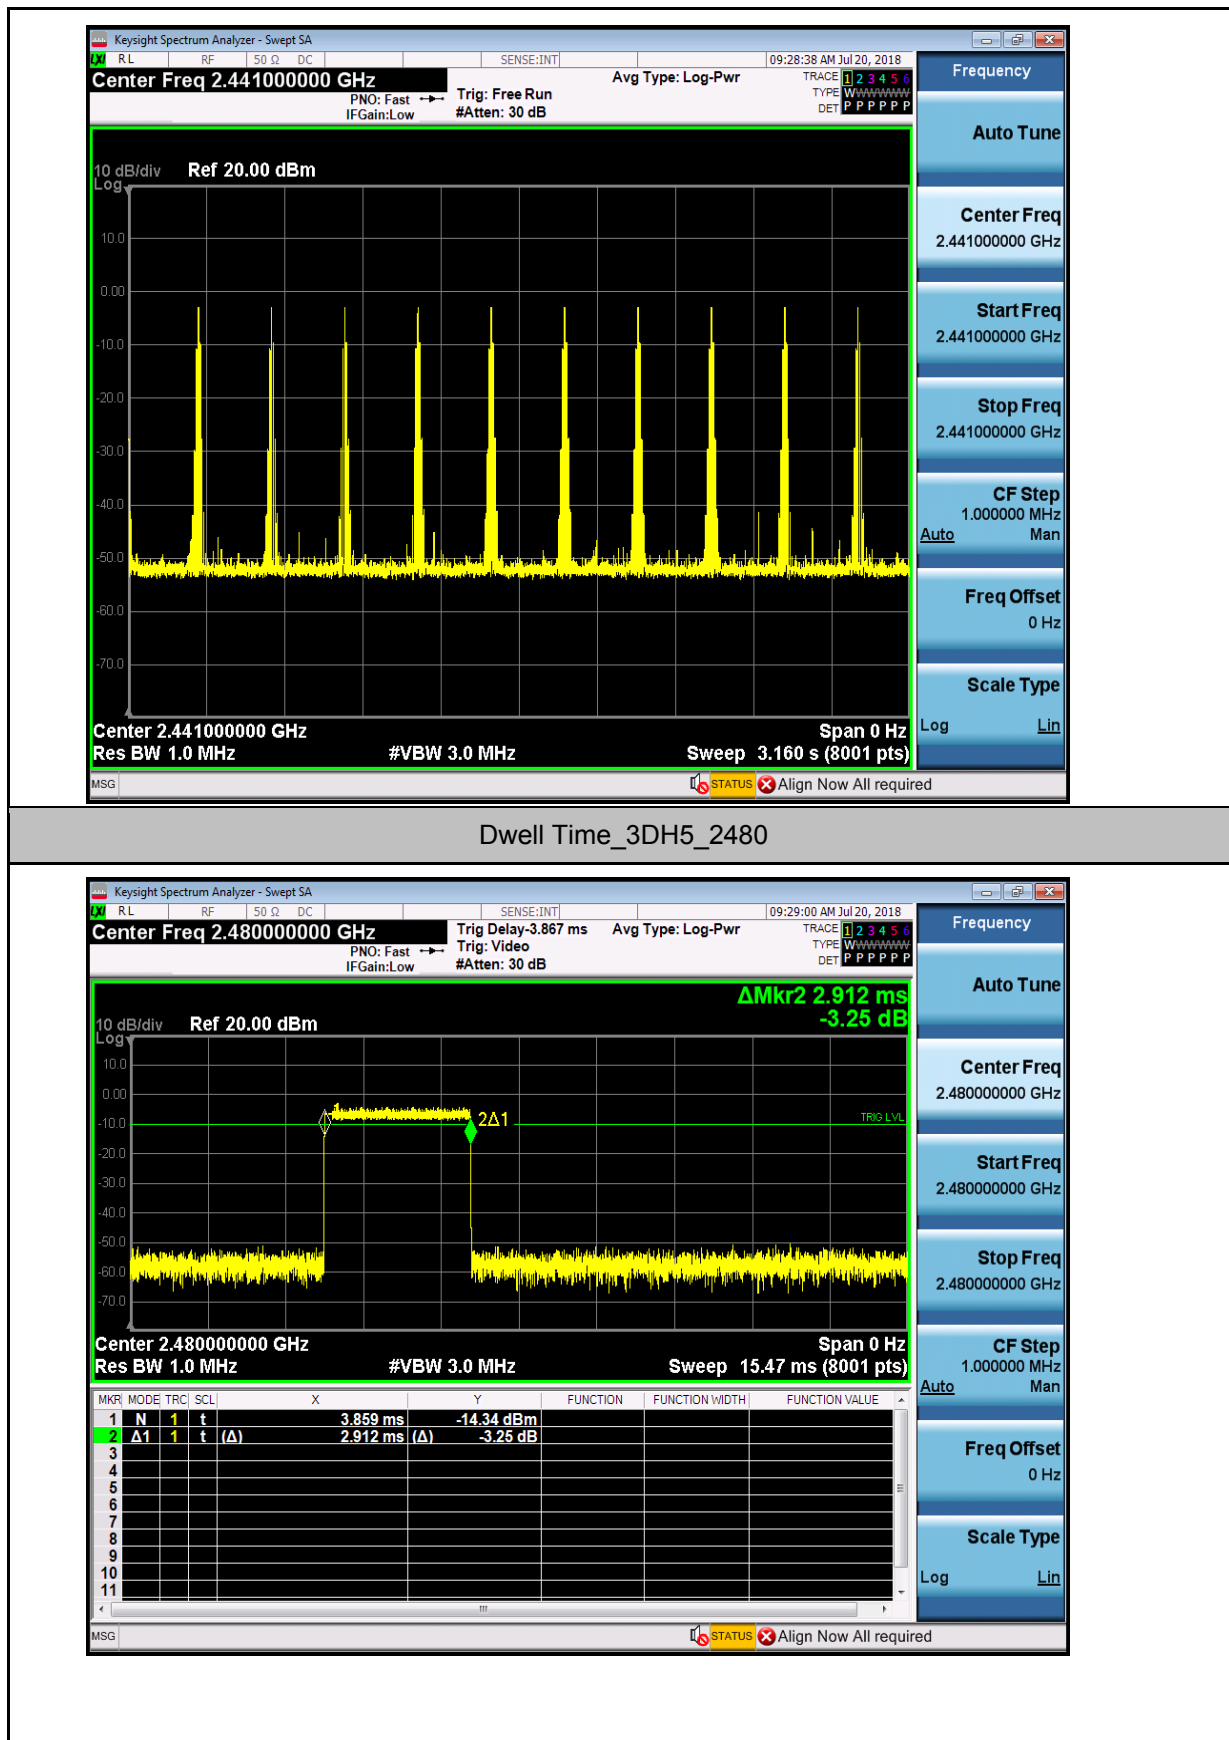 Keysight Spectrum Analyzer - Swept SA
LXI RL RF 50 Ω DC SENSE:INT 09:28:38 AM Jul 20, 2018
Center Freq 2.441000000 GHz
PNO: Fast
IFGain:Low
Trig: Free Run
#Atten: 30 dB
Avg Type: Log-Pwr
TRACE 1 2 3 4 5 6
TYPE WWWWWW
DET P P P P P P
10 dB/div Ref 20.00 dBm
Log
10.0
0.00
-10.0
-20.0
-30.0
-40.0
-50.0
-60.0
-70.0
Center 2.441000000 GHz Span 0 Hz
Res BW 1.0 MHz #VBW 3.0 MHz Sweep 3.160 s (8001 pts)
MSG STATUS Align Now All required
Frequency
Auto Tune
Center Freq
2.441000000 GHz
Start Freq
2.441000000 GHz
Stop Freq
2.441000000 GHz
CF Step
1.000000 MHz
Auto Man
Freq Offset
0 Hz
Scale Type
Log Lin
Dwell Time_3DH5_2480
Keysight Spectrum Analyzer - Swept SA
LXI RL RF 50 Ω DC SENSE:INT 09:29:00 AM Jul 20, 2018
Center Freq 2.480000000 GHz
PNO: Fast
IFGain:Low
Trig Delay-3.867 ms
Trig: Video
#Atten: 30 dB
Avg Type: Log-Pwr
TRACE 1 2 3 4 5 6
TYPE WWWWWW
DET P P P P P P
ΔMkr2 2.912 ms
-3.25 dB
10 dB/div Ref 20.00 dBm
Log
10.0
0.00
-10.0
-20.0
-30.0
-40.0
-50.0
-60.0
-70.0
2Δ1
TRIG LVL
Center 2.480000000 GHz Span 0 Hz
Res BW 1.0 MHz #VBW 3.0 MHz Sweep 15.47 ms (8001 pts)
MKR MODE TRC SCL X Y FUNCTION FUNCTION WIDTH FUNCTION VALUE
1 N 1 t 3.859 ms -14.34 dBm
2 Δ1 1 t (Δ) 2.912 ms (Δ) -3.25 dB
3
4
5
6
7
8
9
10
11
MSG STATUS Align Now All required
Frequency
Auto Tune
Center Freq
2.480000000 GHz
Start Freq
2.480000000 GHz
Stop Freq
2.480000000 GHz
CF Step
1.000000 MHz
Auto Man
Freq Offset
0 Hz
Scale Type
Log Lin